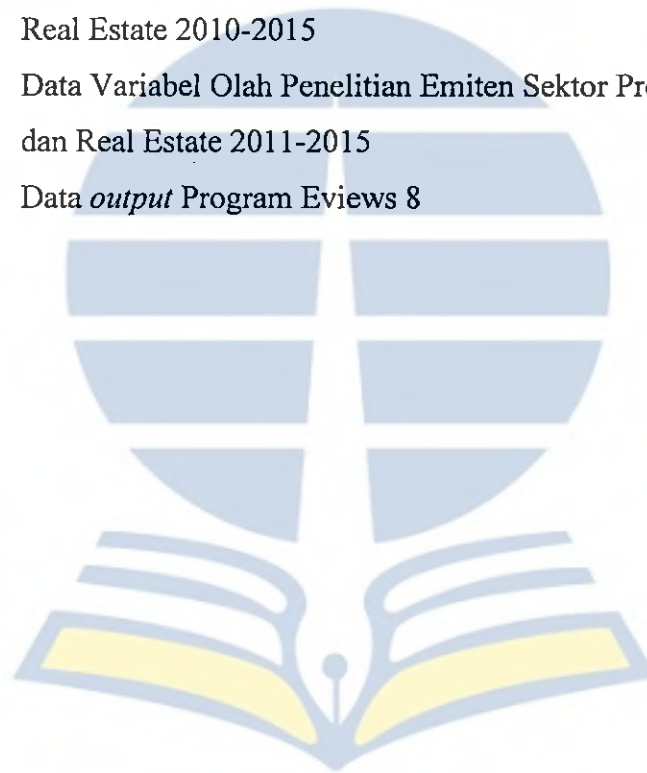 Real Estate 2010-2015
Data Variabel Olah Penelitian Emiten Sektor
dan Real Estate 2011-2015
Data output Program Eviews 8